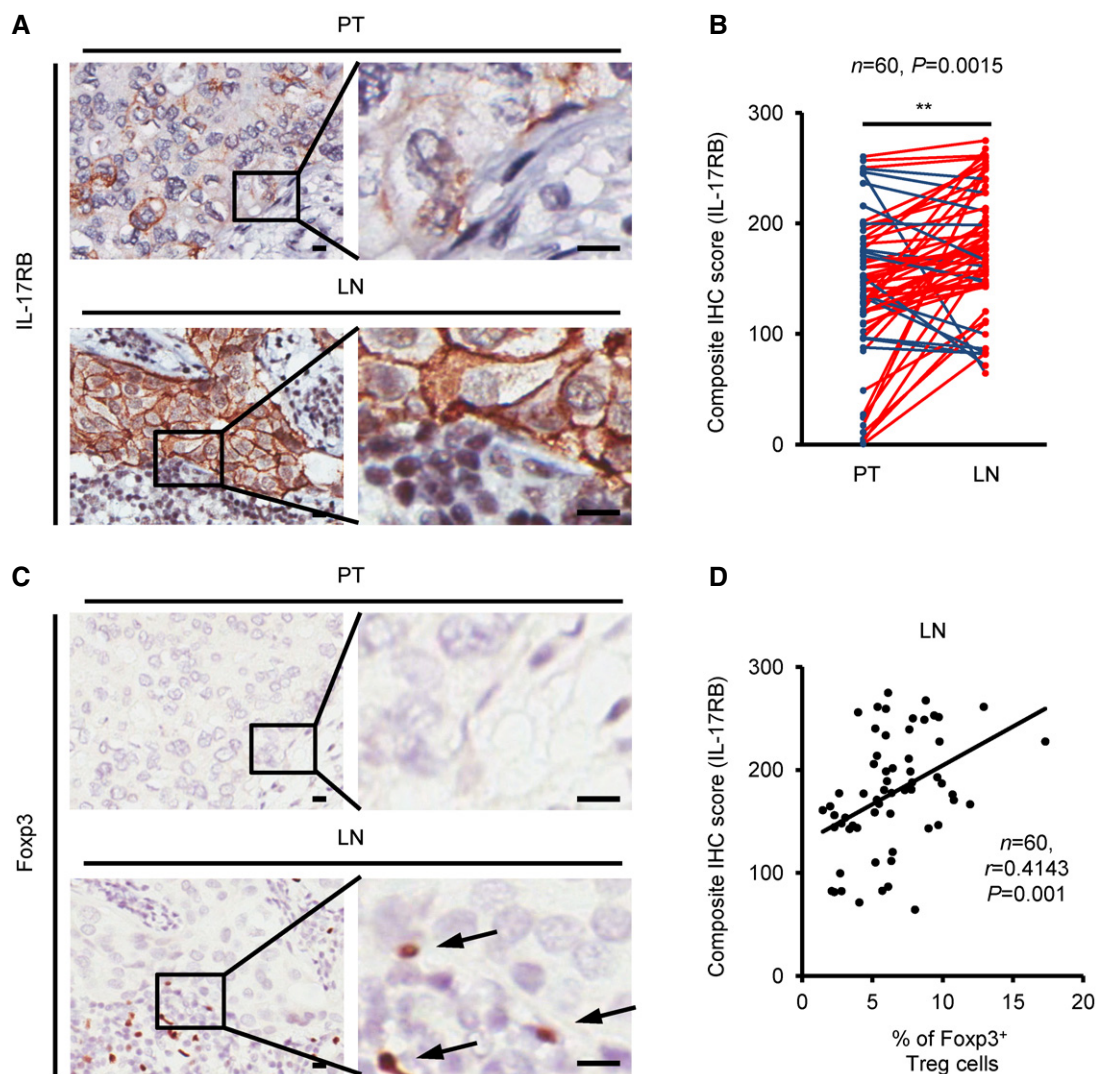 A
PT
IL-17RB
LN
B
n=60, P=0.0015
**
Composite IHC score (IL-17RB)
300
200
100
0
PT
LN
C
PT
Foxp3
LN
D
LN
Composite IHC score (IL-17RB)
300
200
100
0
n=60,
r=0.4143
P=0.001
0
5
10
15
20
% of Foxp3⁺
Treg cells